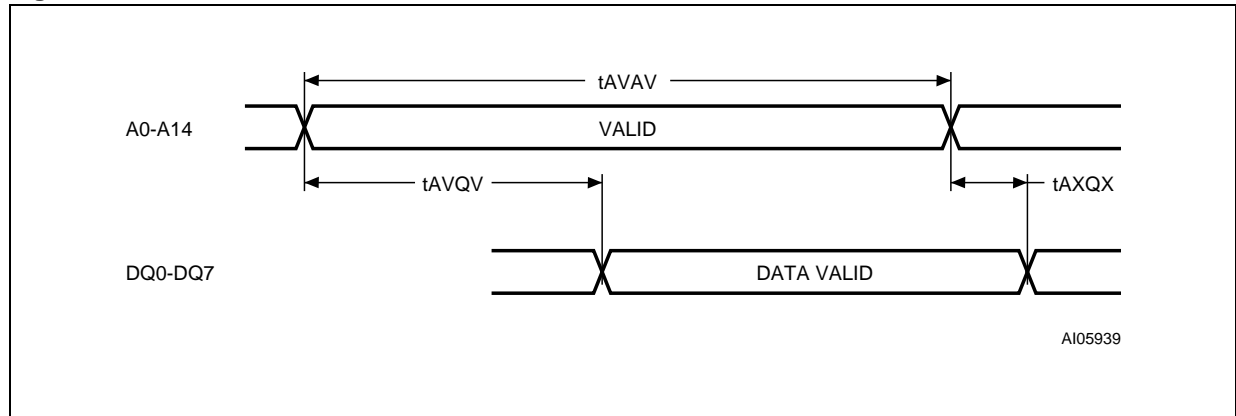 tAVAV
A0-A14
VALID
tAVQV
tAXQX
DQ0-DQ7
DATA VALID
AI05939